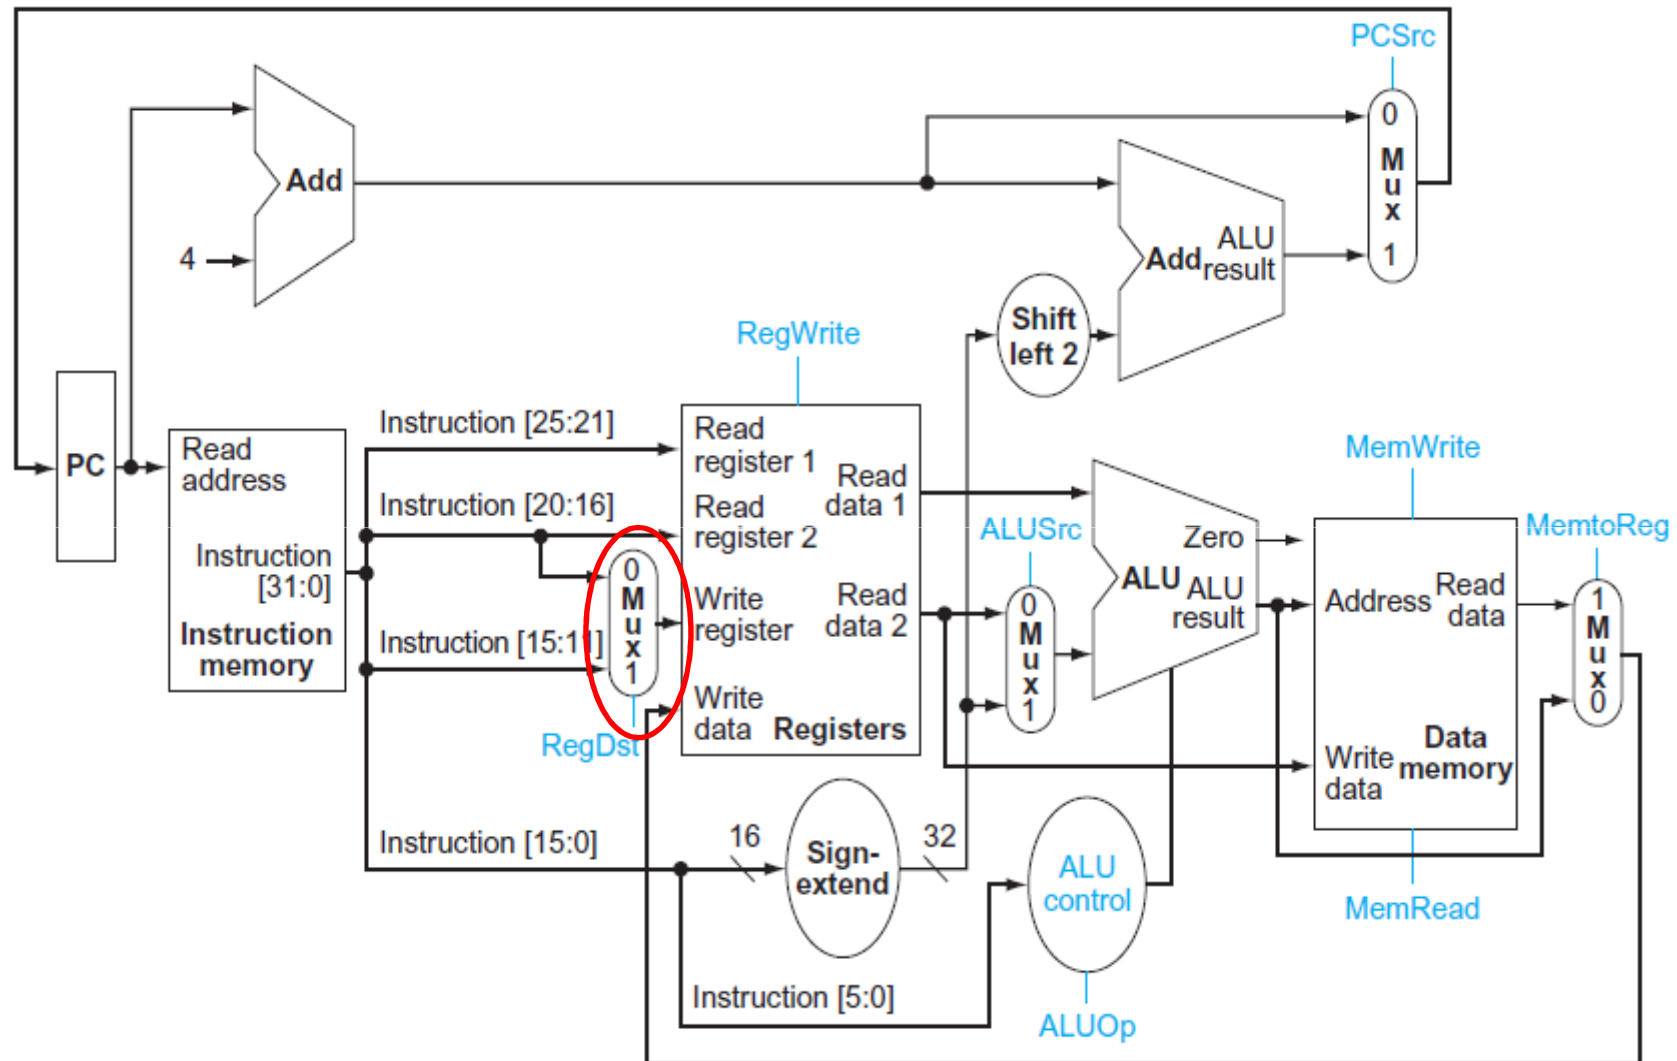 PCSrc
0
M
u
x
1
Add
4
Add
ALU
result
Shift
left 2
RegWrite
PC
Read
address
Instruction
[31:0]
Instruction
memory
Instruction [25:21]
Instruction [20:16]
Instruction [15:11]
Instruction [15:0]
0
M
u
x
1
RegDst
Read
register 1
Read
register 2
Write
register
Write
data
Read
data 1
Read
data 2
Registers
ALUSrc
0
M
u
x
1
Zero
ALU
ALU
result
MemWrite
Address
Read
data
Write
data
Data
memory
MemRead
MemtoReg
1
M
u
x
0
16
Sign-
extend
32
ALU
control
Instruction [5:0]
ALUOp